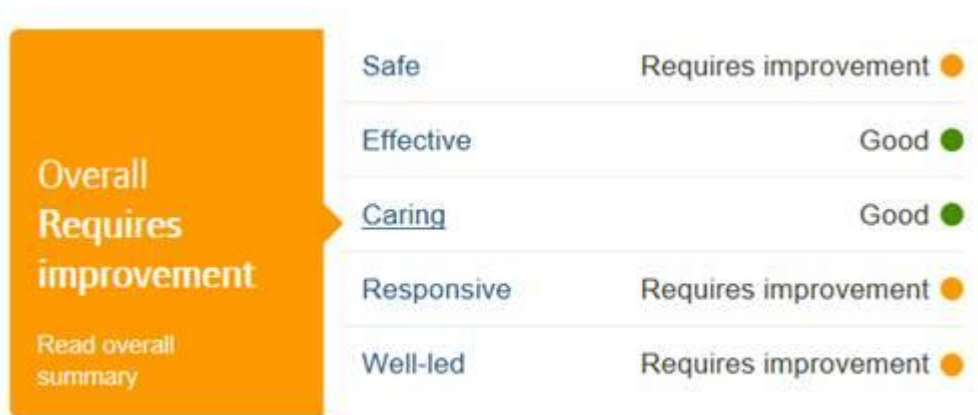 Overall
Requires
improvement
Read overall
summary
Safe Requires improvement
Effective Good
Caring Good
Responsive Requires improvement
Well-led Requires improvement